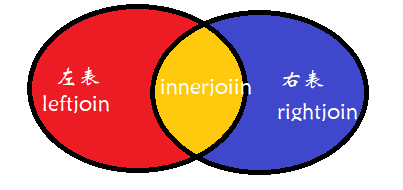 左表
leftjoin
innerjoiin
右表
rightjoin